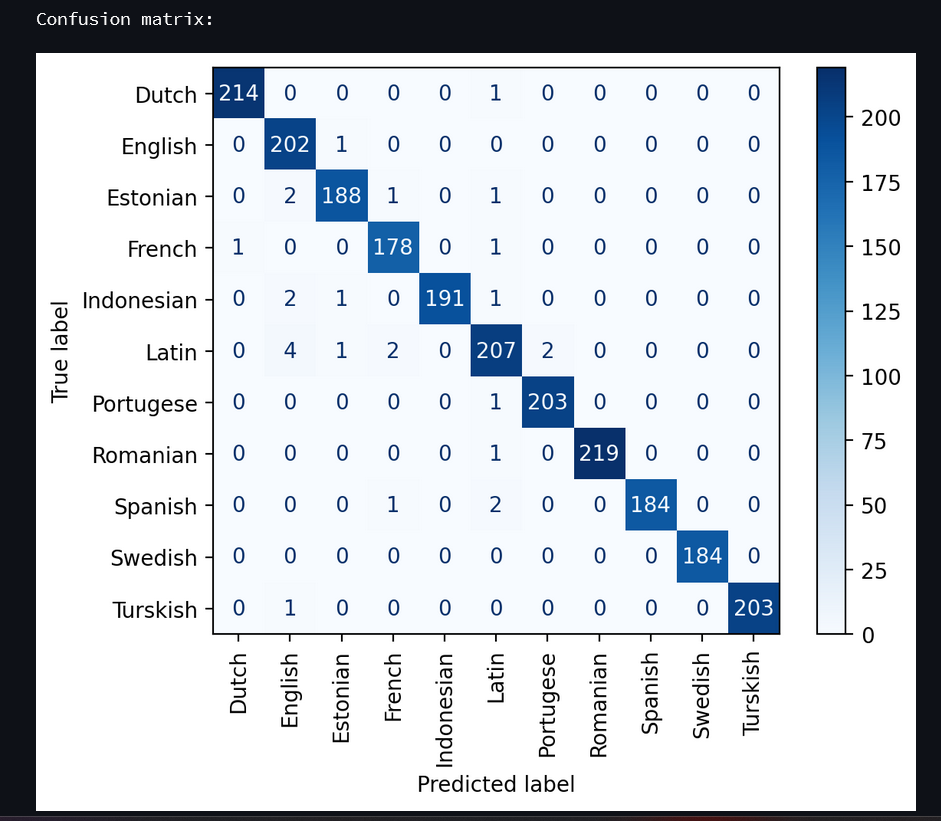 Confusion matrix:
Dutch 214 0 0 0 0 1 0 0 0 0 0
English 0 202 1 0 0 0 0 0 0 0 0
Estonian 0 2 188 1 0 1 0 0 0 0 0
French 1 0 0 178 0 1 0 0 0 0 0
Indonesian 0 2 1 0 191 1 0 0 0 0 0
Latin 0 4 1 2 0 207 2 0 0 0 0
Portugese 0 0 0 0 0 1 203 0 0 0 0
Romanian 0 0 0 0 0 1 0 219 0 0 0
Spanish 0 0 0 1 0 2 0 0 184 0 0
Swedish 0 0 0 0 0 0 0 0 0 184 0
Turskish 0 1 0 0 0 0 0 0 0 0 203
True label
Dutch English Estonian French Indonesian Latin Portugese Romanian Spanish Swedish Turskish
Predicted label
200
175
150
125
100
75
50
25
0